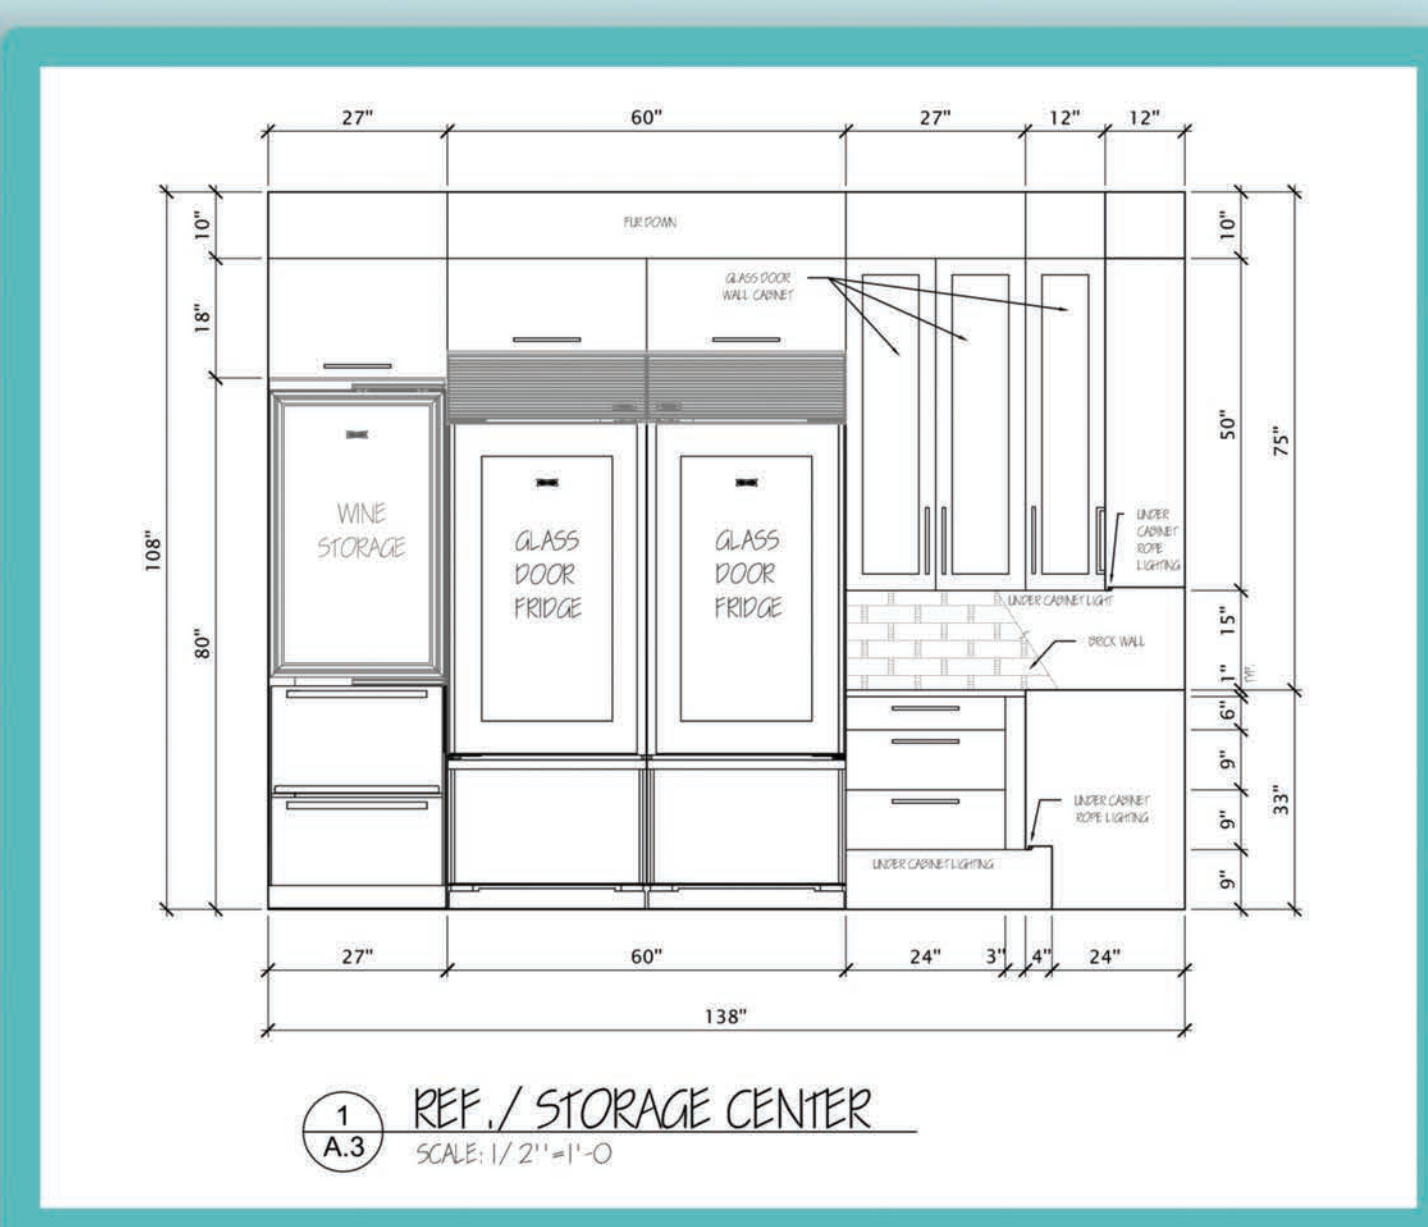 27"
60"
27"
12"
12"
108"
10"
18"
80"
FUR DOWN
GLASS DOOR
WALL CABINET
WINE
STORAGE
GLASS
DOOR
FRIDGE
GLASS
DOOR
FRIDGE
UNDER
CABINET
ROPE
LIGHTING
UNDER CABINET LIGHT
BRICK WALL
UNDER CABINET
ROPE LIGHTING
UNDER CABINET LIGHTING
10"
50"
15"
1"
TYP.
6"
9"
9"
9"
75"
33"
27"
60"
24"
3"
4"
24"
138"
1
A.3
REF./ STORAGE CENTER
SCALE: 1/2''=1'-0